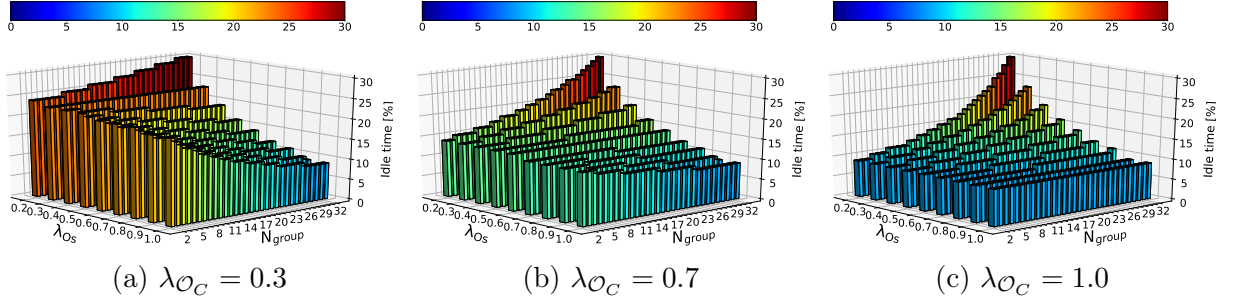 0 5 10 15 20 25 30 0 5 10 15 20 25 30 0 5 10 15 20 25 30
30 30 30
25 25 25
20 20 20
15 15 15
10 10 10
5 5 5
0 0 0
Idle time [%] Idle time [%] Idle time [%]
0.2 0.3 0.4 0.5 0.6 0.7 0.8 0.9 1.0 2 5 8 11 14 17 20 23 26 29 32
λOs Ngroup
0.2 0.3 0.4 0.5 0.6 0.7 0.8 0.9 1.0 2 5 8 11 14 17 20 23 26 29 32
λOs Ngroup
0.2 0.3 0.4 0.5 0.6 0.7 0.8 0.9 1.0 2 5 8 11 14 17 20 23 26 29 32
λOs Ngroup
(a) λ𝒪C = 0.3 (b) λ𝒪C = 0.7 (c) λ𝒪C = 1.0